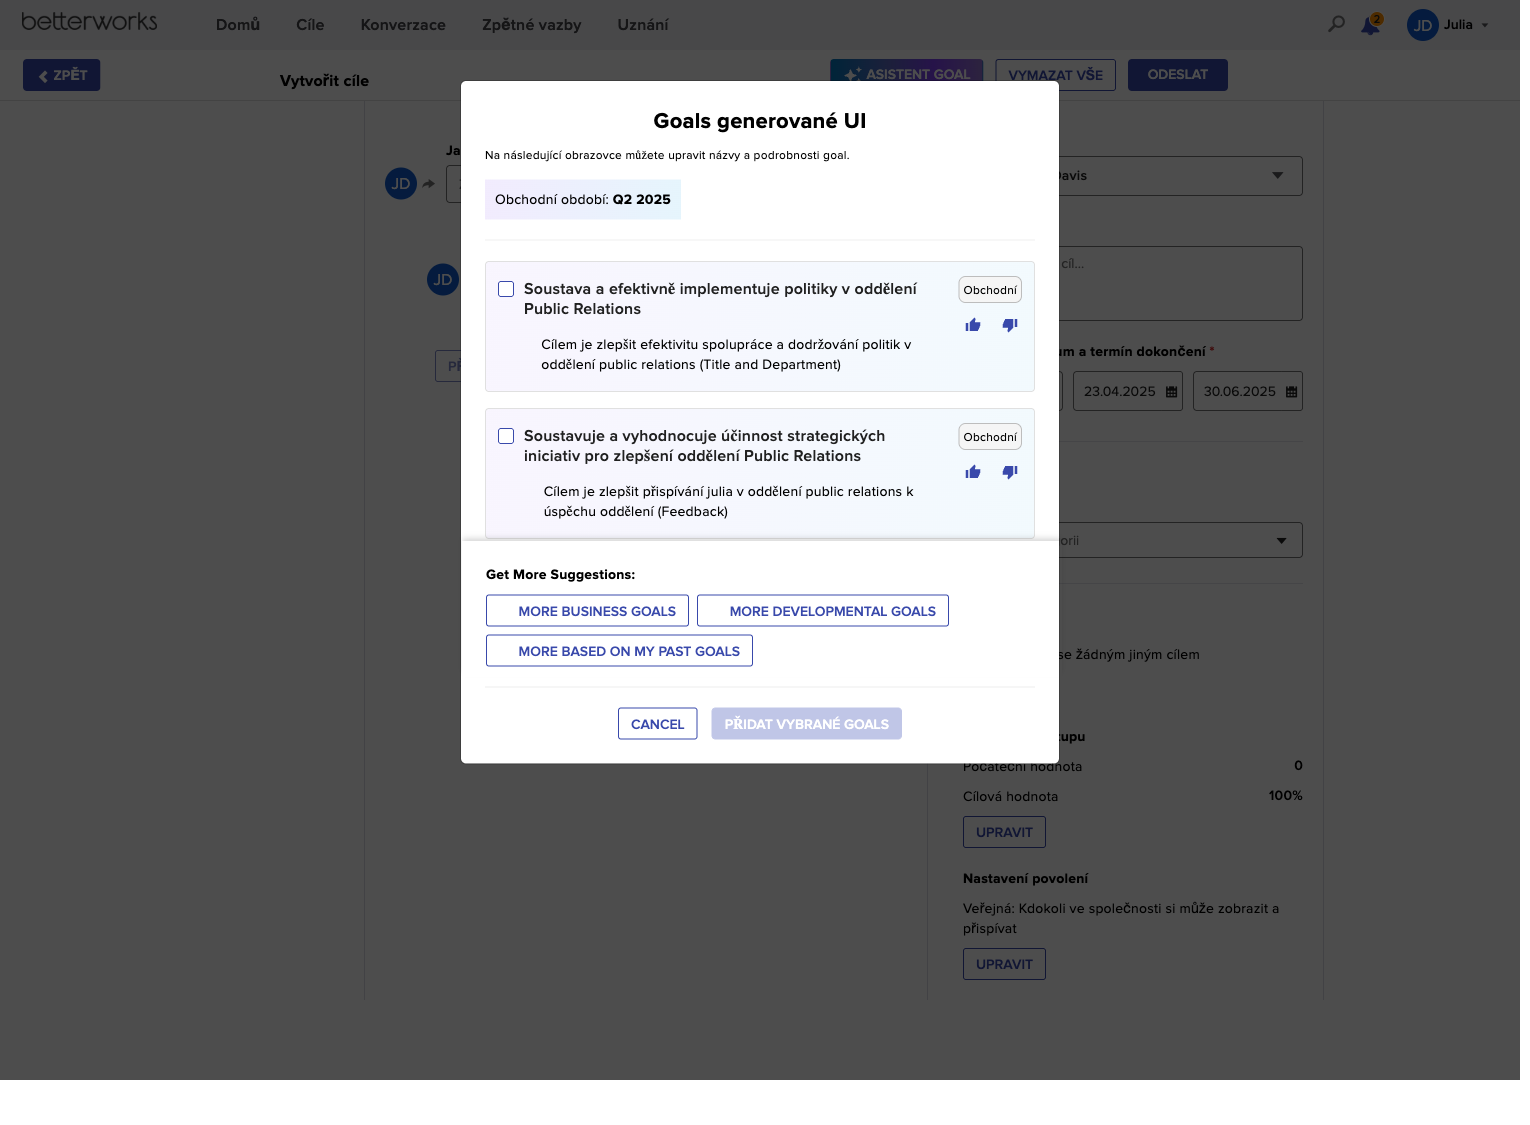 betterworks
Domů
Cíle
Konverzace
Zpětné vazby
Uznání
2
JD
Julia
ZPĚT
Vytvořit cíle
ASISTENT GOAL
VYMAZAT VŠE
ODESLAT
Goals generované UI
Na následující obrazovce můžete upravit názvy a podrobnosti goal.
Obchodní období: Q2 2025
Soustava a efektivně implementuje politiky v oddělení
Public Relations
Obchodní
Cílem je zlepšit efektivitu spolupráce a dodržování politik v
oddělení public relations (Title and Department)
Soustavuje a vyhodnocuje účinnost strategických
iniciativ pro zlepšení oddělení Public Relations
Obchodní
Cílem je zlepšit přispívání julia v oddělení public relations k
úspěchu oddělení (Feedback)
Get More Suggestions:
MORE BUSINESS GOALS
MORE DEVELOPMENTAL GOALS
MORE BASED ON MY PAST GOALS
CANCEL
PŘIDAT VYBRANÉ GOALS
JD
JD
cíl...
termín dokončení *
23.04.2025
30.06.2025
se žádným jiným cílem
Počáteční hodnota
0
Cílová hodnota
100%
UPRAVIT
Nastavení povolení
Veřejná: Kdokoli ve společnosti si může zobrazit a
přispívat
UPRAVIT